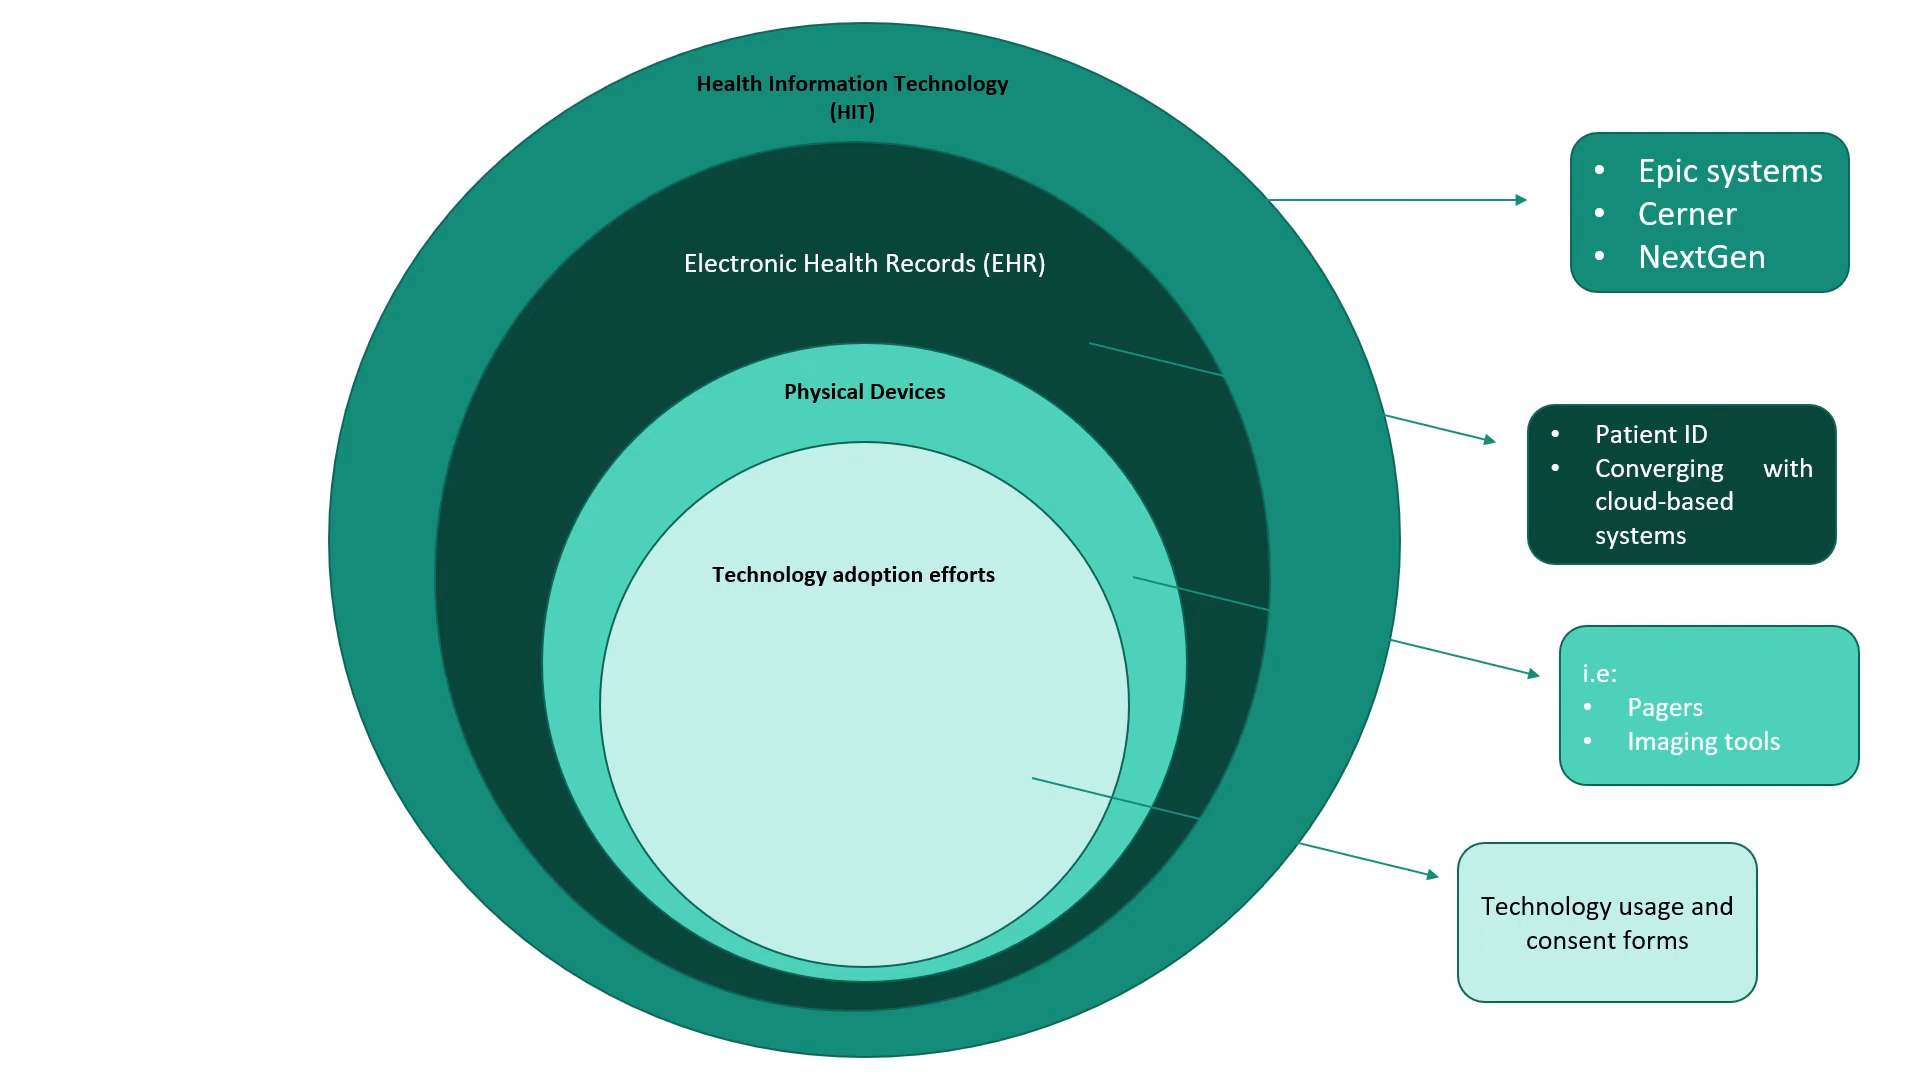 Health Information Technology
(HIT)
Electronic Health Records (EHR)
Physical Devices
Technology adoption efforts
• Epic systems
• Cerner
• NextGen
• Patient ID
• Converging with
cloud-based
systems
i.e:
• Pagers
• Imaging tools
Technology usage and
consent forms